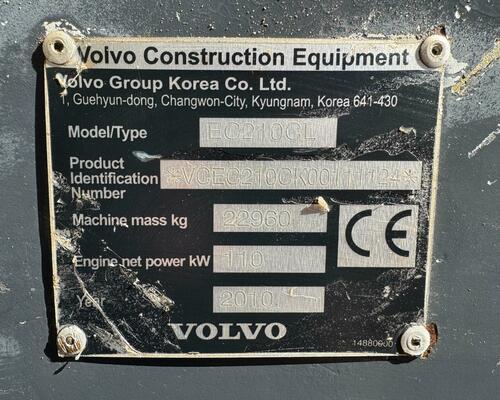 Volvo Construction Equipment
Volvo Group Korea Co. Ltd.
1, Guehyun-dong, Changwon-City, Kyungnam, Korea 641-430
Model/Type EC210CL
Product
Identification
Number
Machine mass kg 22960
CE
Engine net power kW 110
Year 2010
VOLVO
14880000